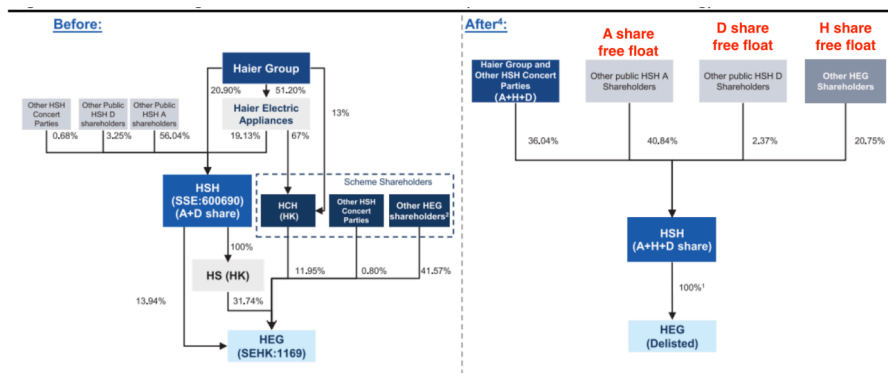 Before:
Haier Group
20.90%
51.20%
13%
Other HSH
Concert
Parties
Other Public
HSH D
shareholders
Other Public
HSH A
shareholders
Haier Electric
Appliances
0.68%
3.25%
56.04%
19.13%
67%
Scheme Shareholders
HSH
(SSE:600690)
(A+D share)
HCH
(HK)
Other HSH
Concert
Parties
Other HEG
shareholders²
100%
HS (HK)
11.95%
0.80%
41.57%
13.94%
31.74%
HEG
(SEHK:1169)
After⁴:
A share
free float
D share
free float
H share
free float
Haier Group and
Other HSH Concert
Parties
(A+H+D)
Other public HSH A
Shareholders
Other public HSH D
Shareholders
Other HEG
Shareholders
36.04%
40.84%
2.37%
20.75%
HSH
(A+H+D share)
100%¹
HEG
(Delisted)